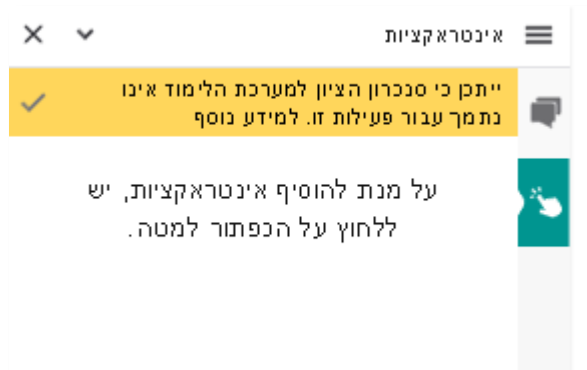 אינטראקציות
ייתכן כי סנכרון הציון למערכת הלימוד אינו
נתמך עבור פעילות זו. למידע נוסף
על מנת להוסיף אינטראקציות, יש
ללחוץ על הכפתור למטה.